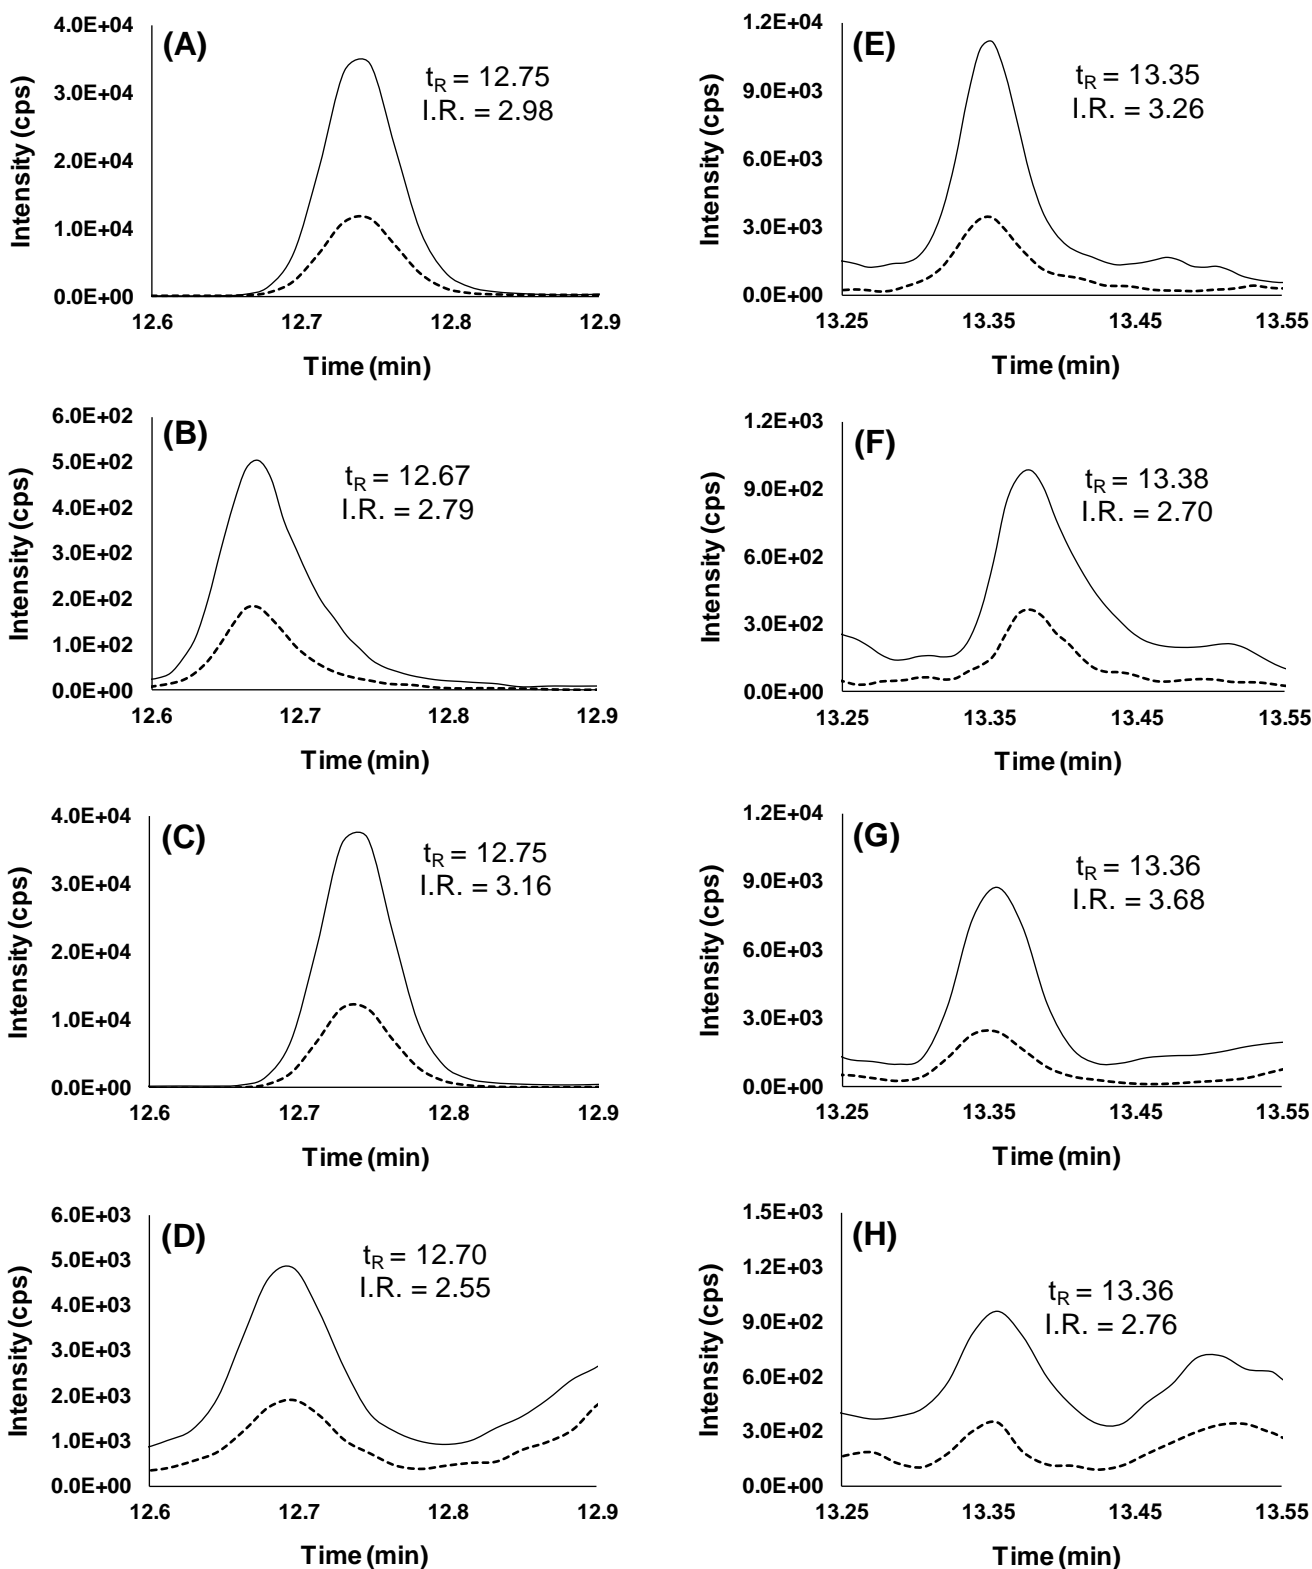 (A)
t_R = 12.75
I.R. = 2.98
Intensity (cps)
4.0E+04
3.0E+04
2.0E+04
1.0E+04
0.0E+00
12.6 12.7 12.8 12.9
Time (min)
(E)
t_R = 13.35
I.R. = 3.26
Intensity (cps)
1.2E+04
9.0E+03
6.0E+03
3.0E+03
0.0E+00
13.25 13.35 13.45 13.55
Time (min)
(B)
t_R = 12.67
I.R. = 2.79
Intensity (cps)
6.0E+02
5.0E+02
4.0E+02
3.0E+02
2.0E+02
1.0E+02
0.0E+00
12.6 12.7 12.8 12.9
Time (min)
(F)
t_R = 13.38
I.R. = 2.70
Intensity (cps)
1.2E+03
9.0E+02
6.0E+02
3.0E+02
0.0E+00
13.25 13.35 13.45 13.55
Time (min)
(C)
t_R = 12.75
I.R. = 3.16
Intensity (cps)
4.0E+04
3.0E+04
2.0E+04
1.0E+04
0.0E+00
12.6 12.7 12.8 12.9
Time (min)
(G)
t_R = 13.36
I.R. = 3.68
Intensity (cps)
1.2E+04
9.0E+03
6.0E+03
3.0E+03
0.0E+00
13.25 13.35 13.45 13.55
Time (min)
(D)
t_R = 12.70
I.R. = 2.55
Intensity (cps)
6.0E+03
5.0E+03
4.0E+03
3.0E+03
2.0E+03
1.0E+03
0.0E+00
12.6 12.7 12.8 12.9
Time (min)
(H)
t_R = 13.36
I.R. = 2.76
Intensity (cps)
1.5E+03
1.2E+03
9.0E+02
6.0E+02
3.0E+02
0.0E+00
13.25 13.35 13.45 13.55
Time (min)